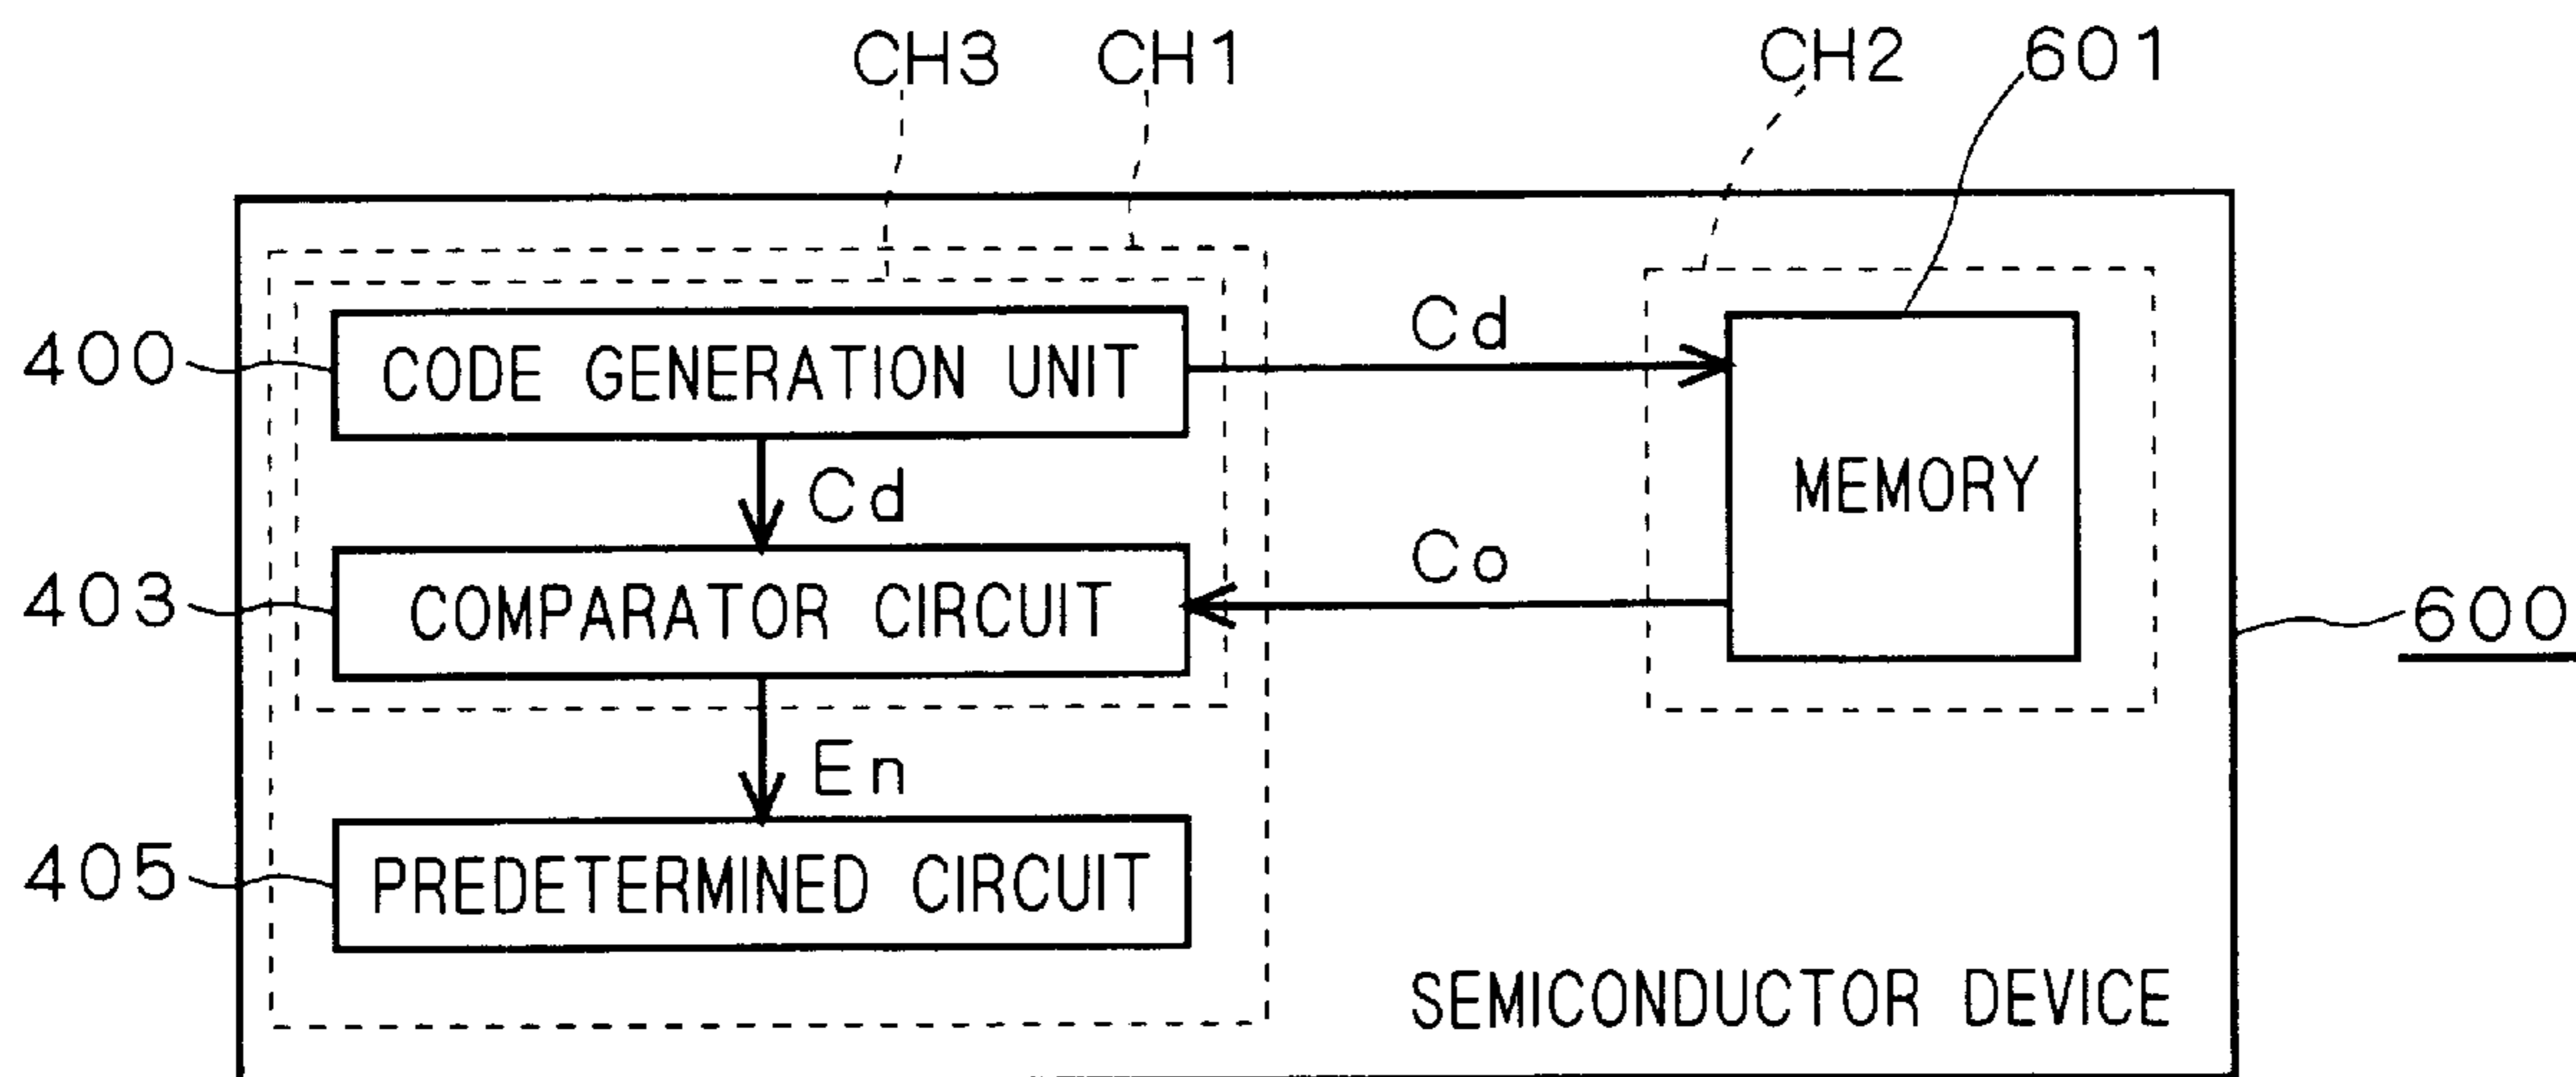 CH3 CH1 CH2 601
400 CODE GENERATION UNIT Cd
Cd MEMORY
403 COMPARATOR CIRCUIT Co 600
En
405 PREDETERMINED CIRCUIT
SEMICONDUCTOR DEVICE